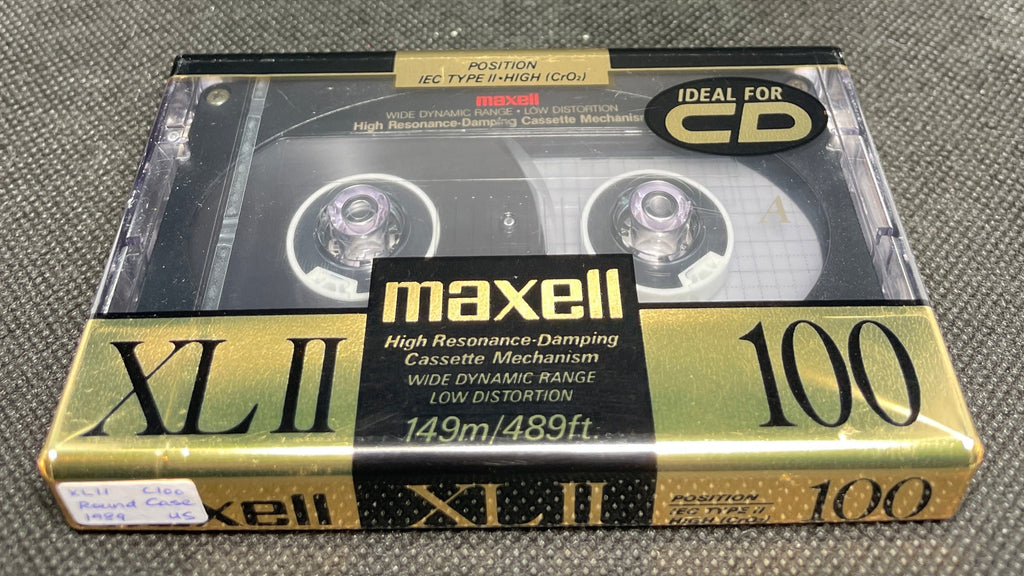 POSITION
IEC TYPE II•HIGH (CrO₂)
maxell
WIDE DYNAMIC RANGE • LOW DISTORTION
High Resonance-Damping Cassette Mechanism
IDEAL FOR
CD
A
maxell
High Resonance-Damping
Cassette Mechanism
WIDE DYNAMIC RANGE
LOW DISTORTION
149m/489ft.
XL II
100
XLII C100
Round Case
1989 US
xell
XL II
POSITION
IEC TYPE II
HIGH (CrO₂)
100